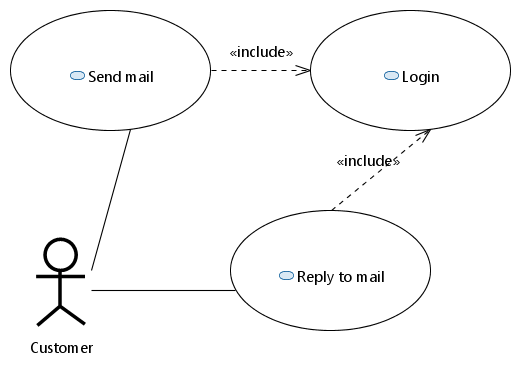 «include»
Send mail
Login
«include»
Reply to mail
Customer